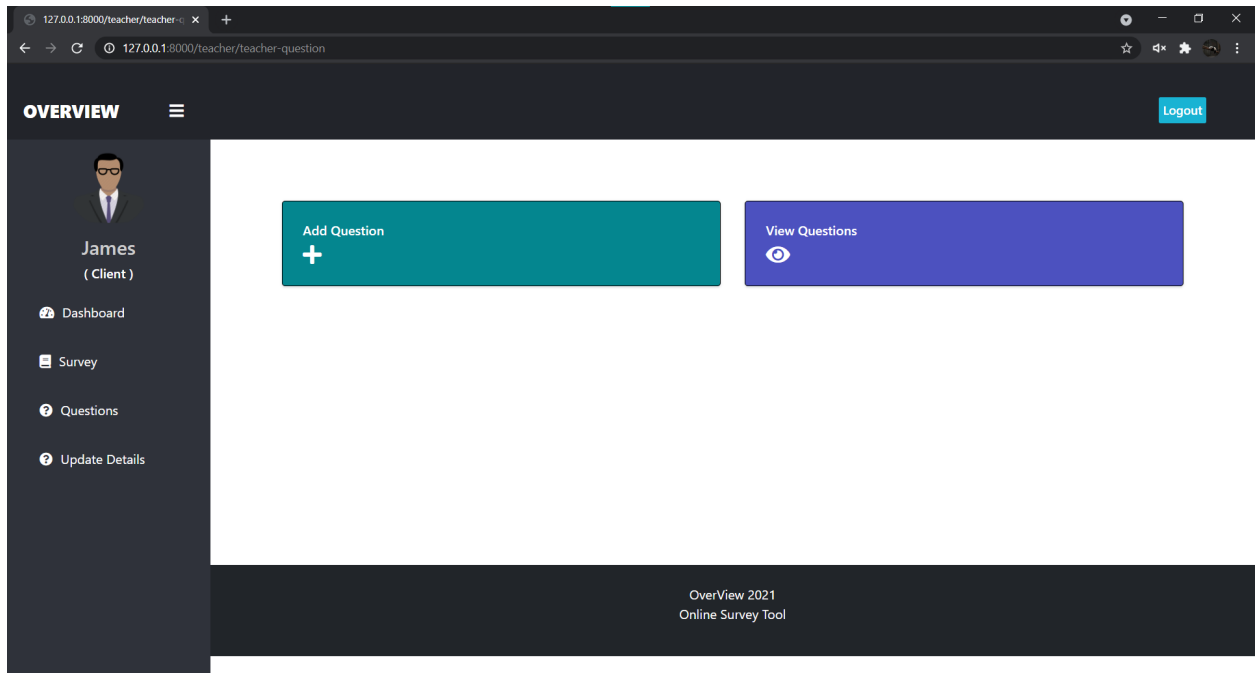 127.0.0.1:8000/teacher/teacher-q
127.0.0.1:8000/teacher/teacher-question
OVERVIEW
Logout
James
( Client )
Dashboard
Survey
Questions
Update Details
Add Question
View Questions
OverView 2021
Online Survey Tool